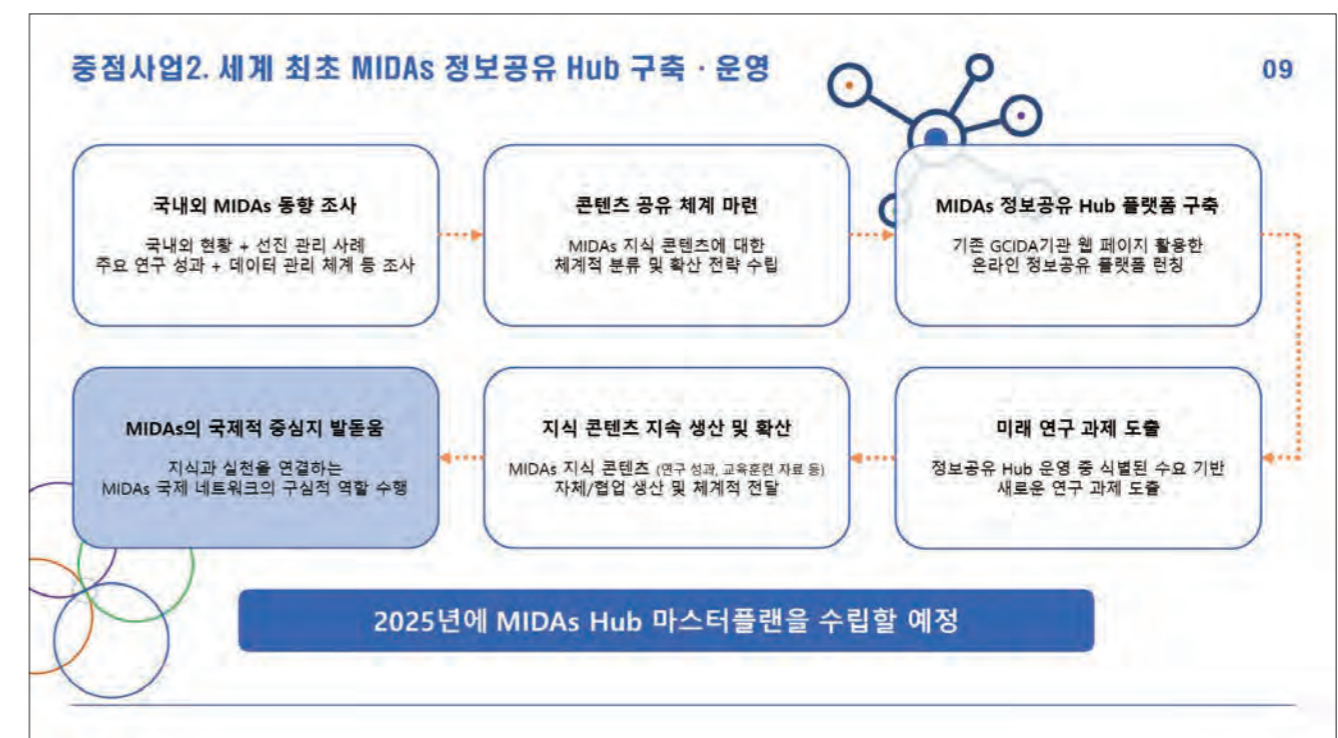 중점사업2. 세계 최초 MIDAs 정보공유 Hub 구축 · 운영
09
국내외 MIDAs 동향 조사
국내외 현황 + 선진 관리 사례
주요 연구 성과 + 데이터 관리 체계 등 조사
콘텐츠 공유 체계 마련
MIDAs 지식 콘텐츠에 대한
체계적 분류 및 확산 전략 수립
MIDAs 정보공유 Hub 플랫폼 구축
기존 GCIDA기관 웹 페이지 활용한
온라인 정보공유 플랫폼 런칭
미래 연구 과제 도출
정보공유 Hub 운영 중 식별된 수요 기반
새로운 연구 과제 도출
지식 콘텐츠 지속 생산 및 확산
MIDAs 지식 콘텐츠 (연구 성과, 교육훈련 자료 등)
자체/협업 생산 및 체계적 전달
MIDAs의 국제적 중심지 발돋움
지식과 실천을 연결하는
MIDAs 국제 네트워크의 구심적 역할 수행
2025년에 MIDAs Hub 마스터플랜을 수립할 예정